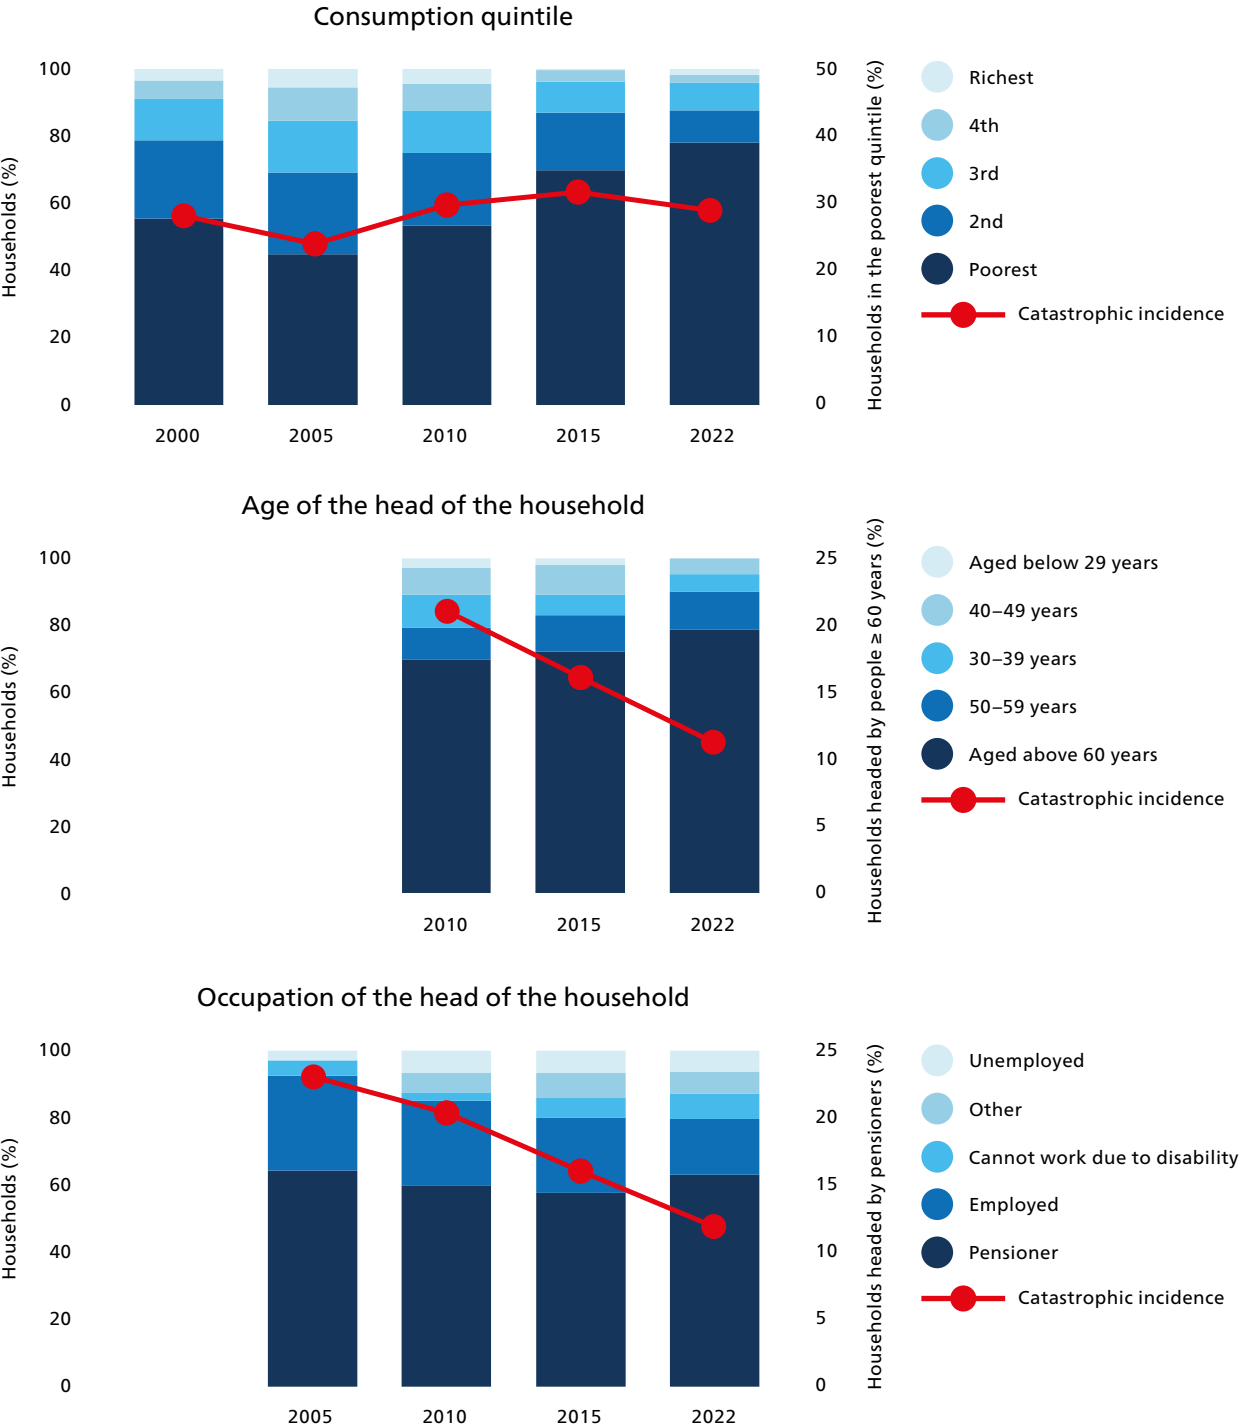 Consumption quintile
Households (%)
100
80
60
40
20
0
2000
2005
2010
2015
2022
50
40
30
20
10
0
Households in the poorest quintile (%)
Richest
4th
3rd
2nd
Poorest
Catastrophic incidence
Age of the head of the household
Households (%)
100
80
60
40
20
0
2010
2015
2022
25
20
15
10
5
0
Households headed by people ≥ 60 years (%)
Aged below 29 years
40–49 years
30–39 years
50–59 years
Aged above 60 years
Catastrophic incidence
Occupation of the head of the household
Households (%)
100
80
60
40
20
0
2005
2010
2015
2022
25
20
15
10
5
0
Households headed by pensioners (%)
Unemployed
Other
Cannot work due to disability
Employed
Pensioner
Catastrophic incidence